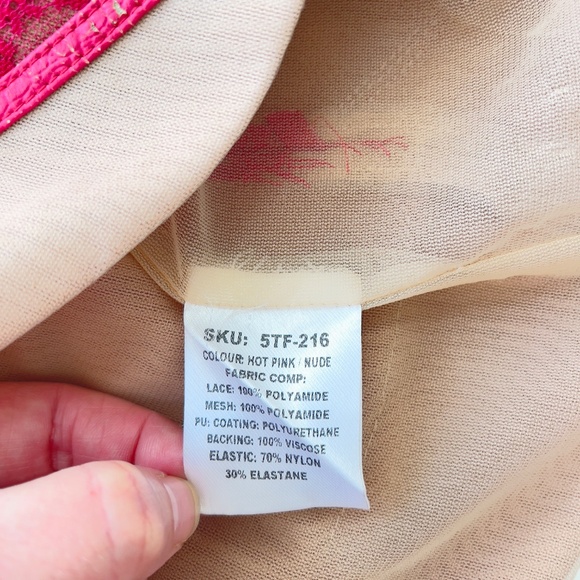 SKU: 5TF-216
COLOUR: HOT PINK / NUDE
FABRIC COMP:
LACE: 100% POLYAMIDE
MESH: 100% POLYAMIDE
PU: COATING: POLYURETHANE
BACKING: 100% VISCOSE
ELASTIC: 70% NYLON
30% ELASTANE